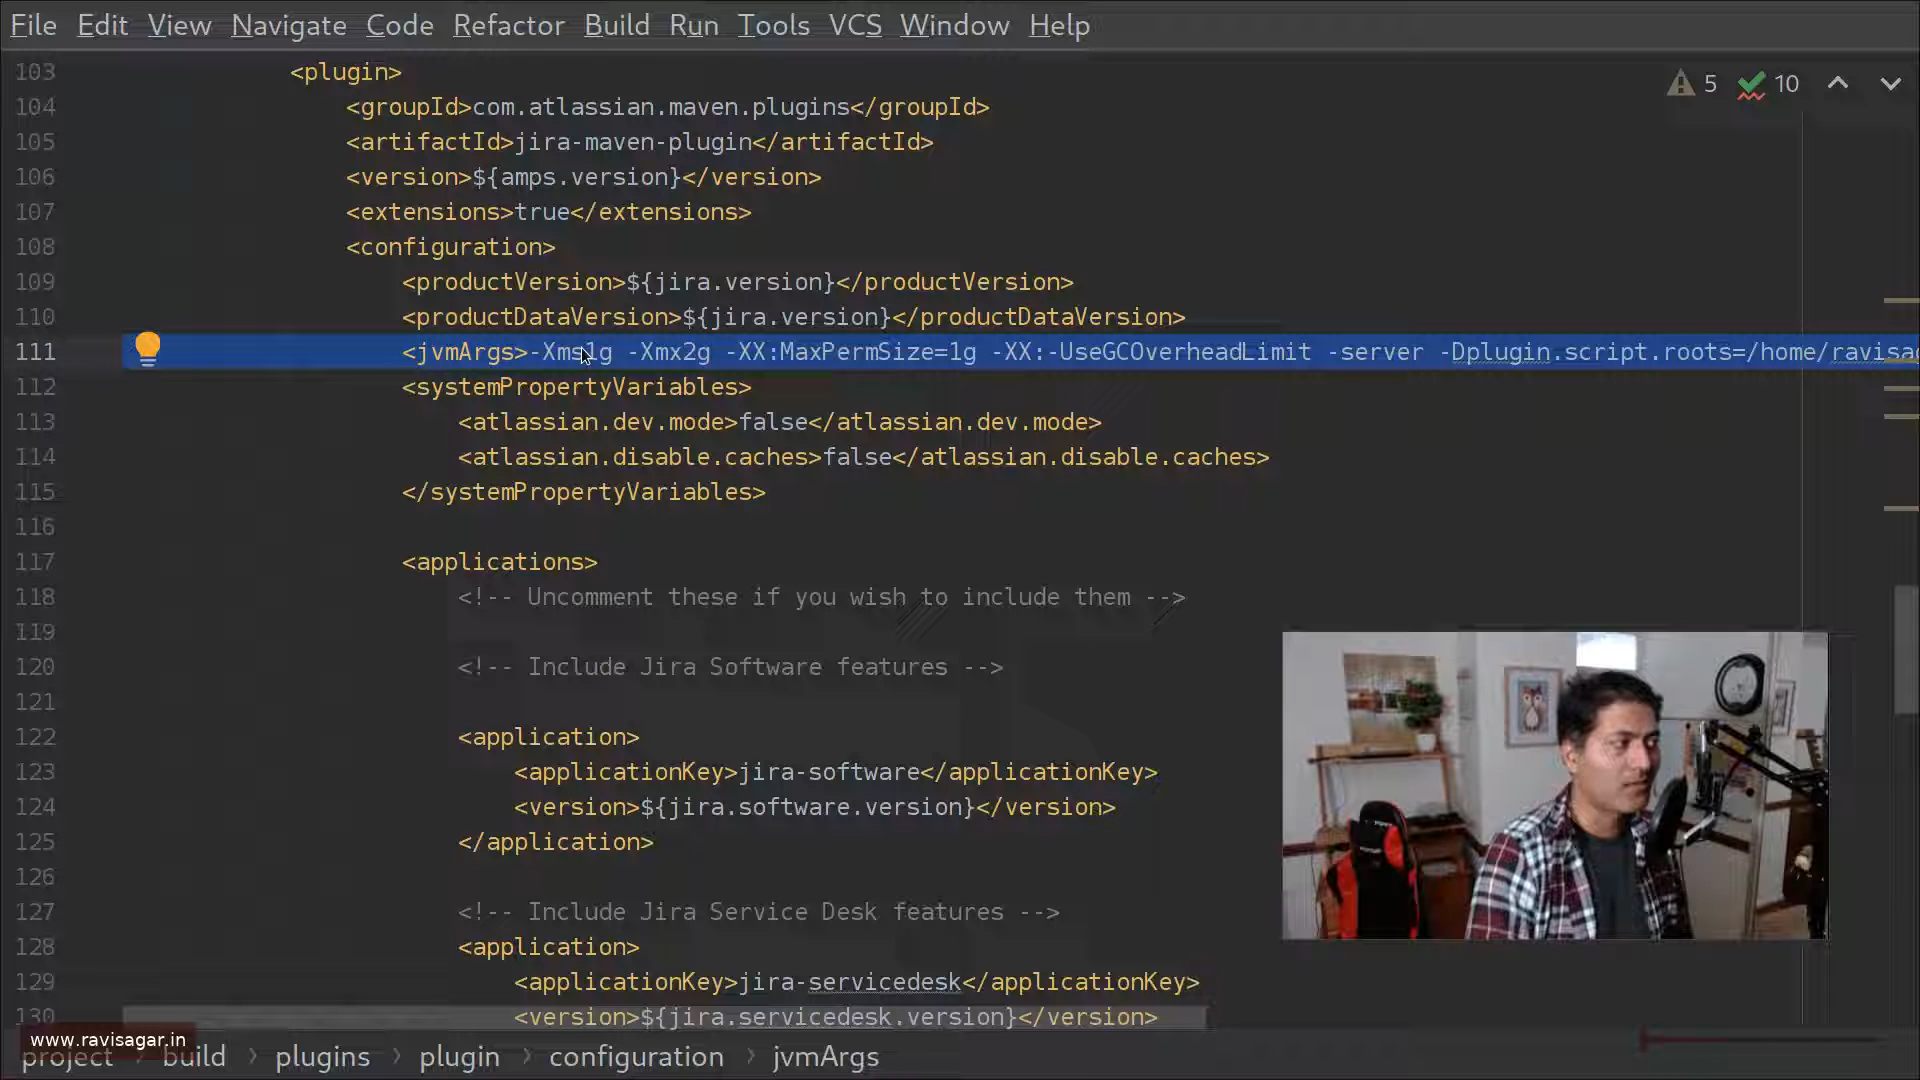 File Edit View Navigate Code Refactor Build Run Tools VCS Window Help
5 10
103 <plugin>
104 <groupId>com.atlassian.maven.plugins</groupId>
105 <artifactId>jira-maven-plugin</artifactId>
106 <version>${amps.version}</version>
107 <extensions>true</extensions>
108 <configuration>
109 <productVersion>${jira.version}</productVersion>
110 <productDataVersion>${jira.version}</productDataVersion>
111 <jvmArgs>-Xms1g -Xmx2g -XX:MaxPermSize=1g -XX:-UseGCOverheadLimit -server -Dplugin.script.roots=/home/ravisag
112 <systemPropertyVariables>
113 <atlassian.dev.mode>false</atlassian.dev.mode>
114 <atlassian.disable.caches>false</atlassian.disable.caches>
115 </systemPropertyVariables>
116
117 <applications>
118 <!-- Uncomment these if you wish to include them -->
119
120 <!-- Include Jira Software features -->
121
122 <application>
123 <applicationKey>jira-software</applicationKey>
124 <version>${jira.software.version}</version>
125 </application>
126
127 <!-- Include Jira Service Desk features -->
128 <application>
129 <applicationKey>jira-servicedesk</applicationKey>
130 <version>${jira.servicedesk.version}</version>
www.ravisagar.in
project › build › plugins › plugin › configuration › jvmArgs